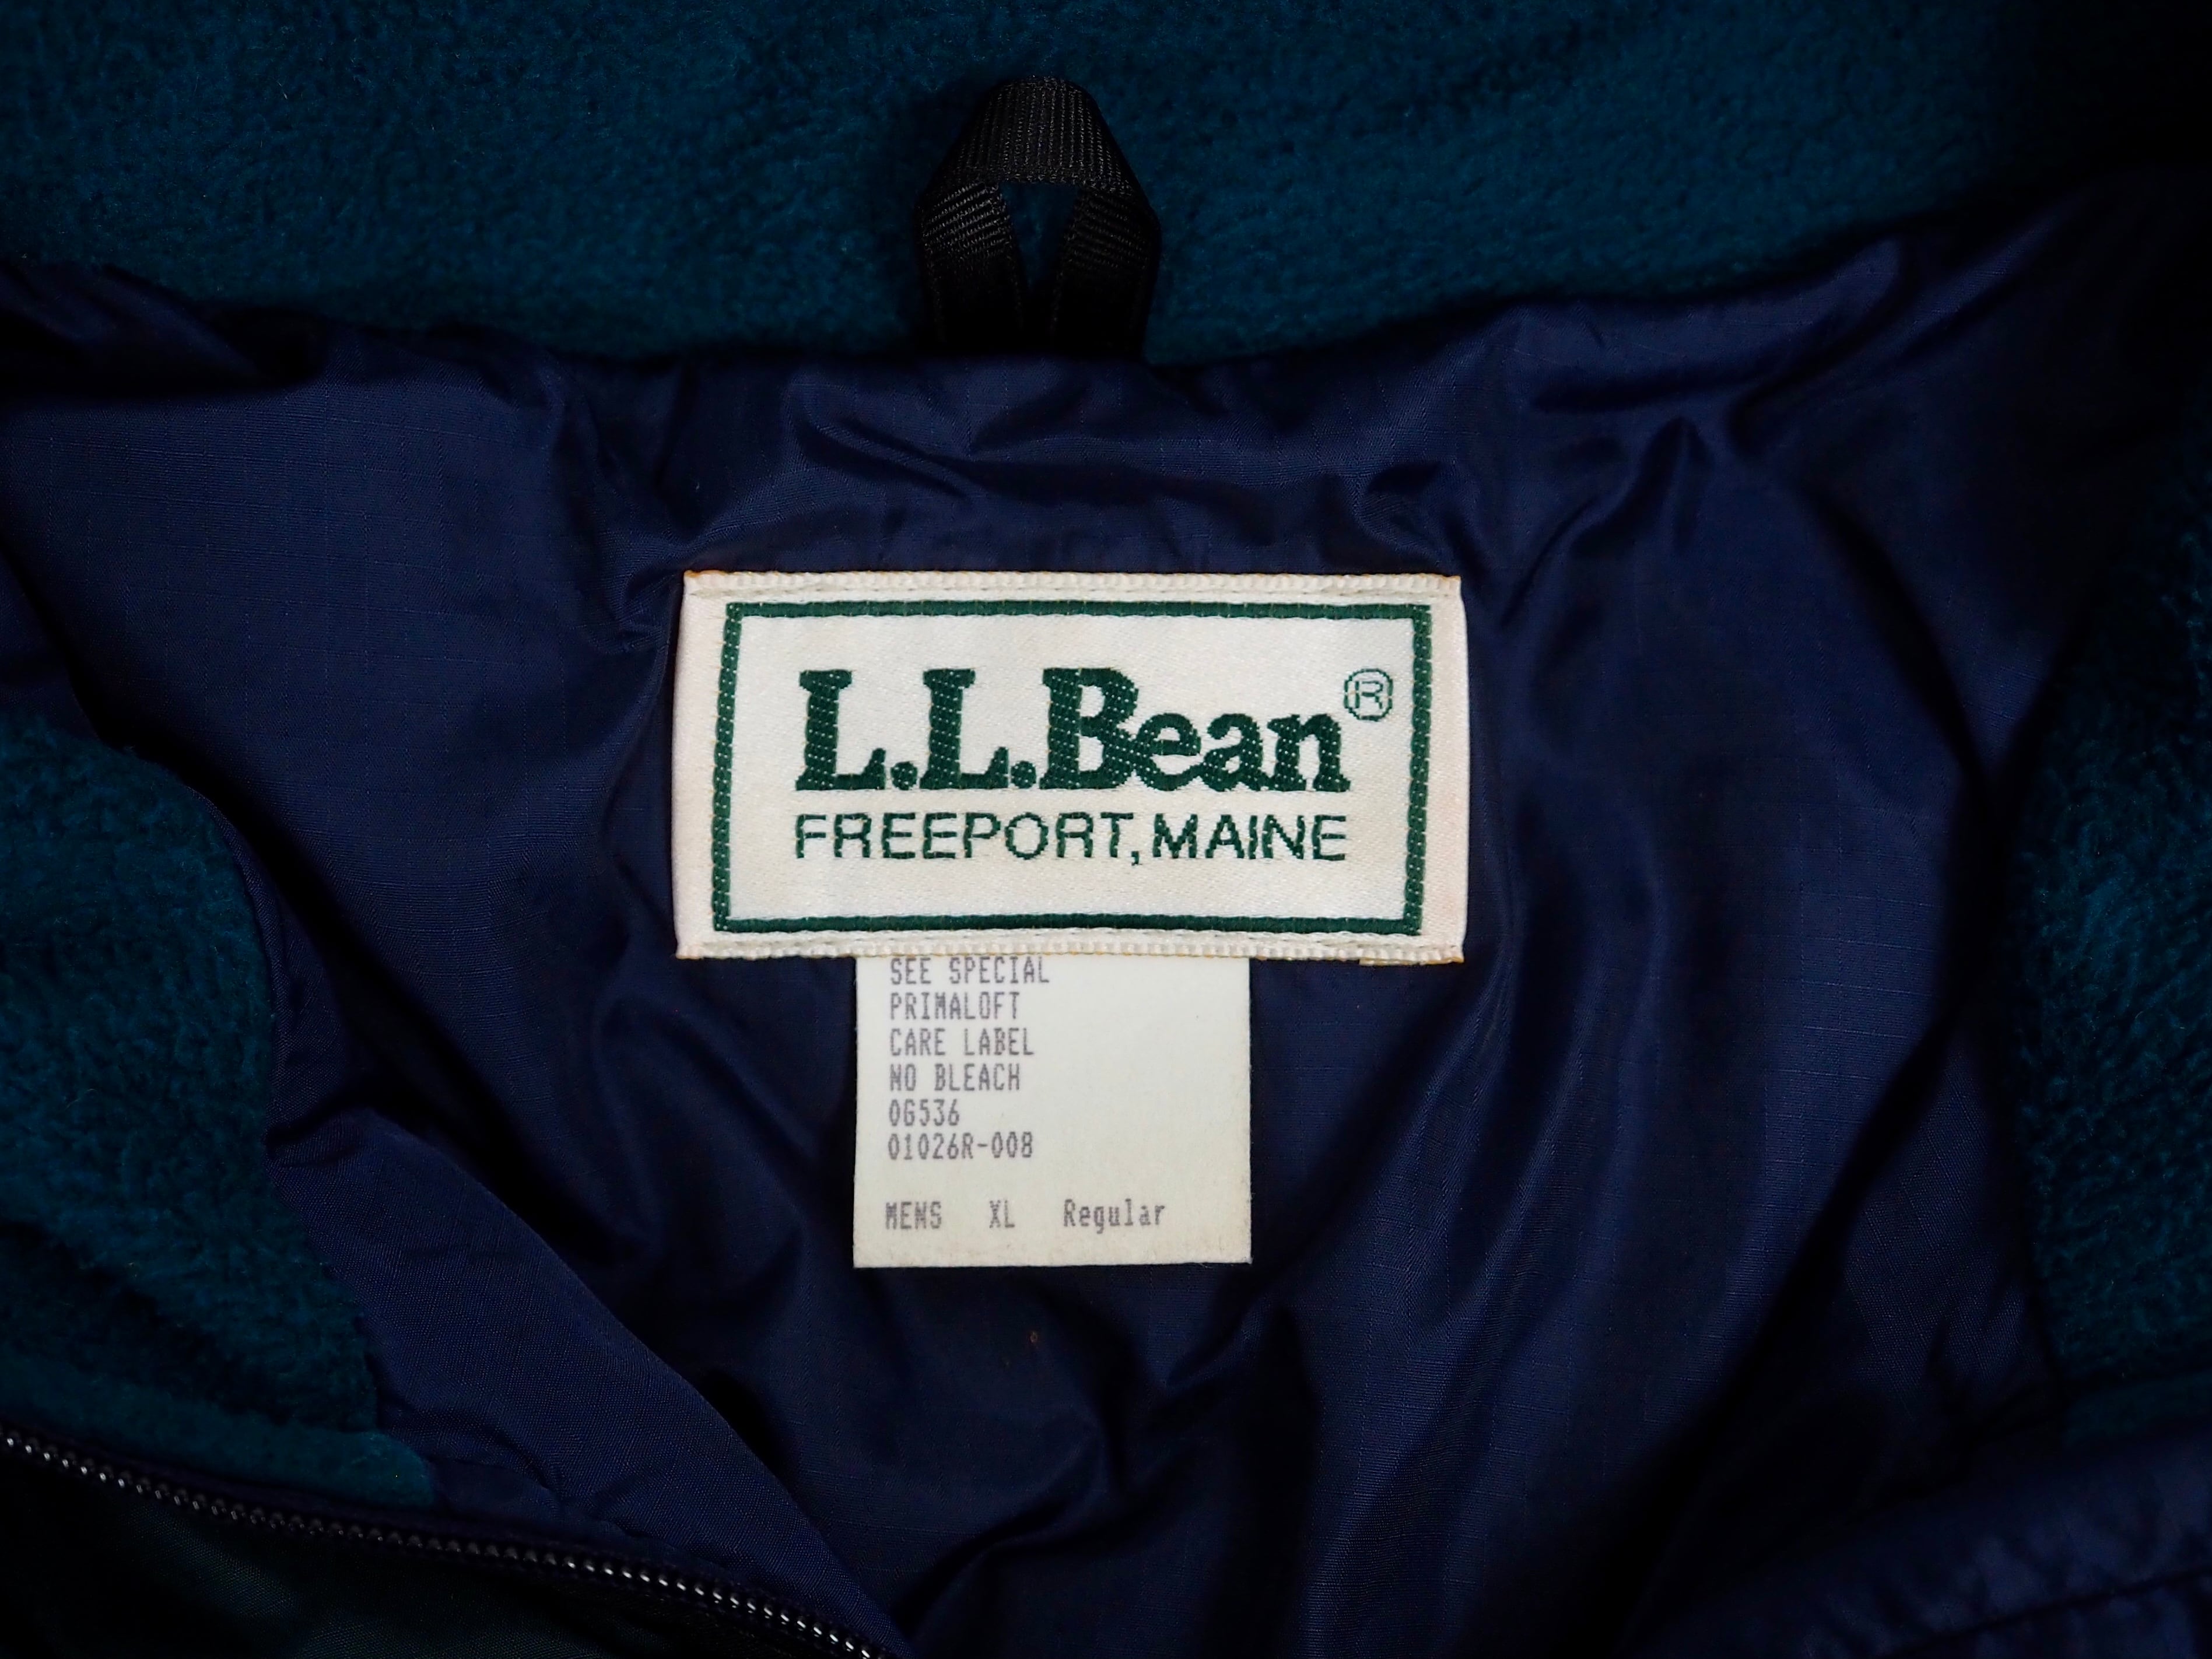 L.L.Bean®
FREEPORT, MAINE
SEE SPECIAL
PRIMALOFT
CARE LABEL
NO BLEACH
0G536
01026R-008
MENS XL Regular